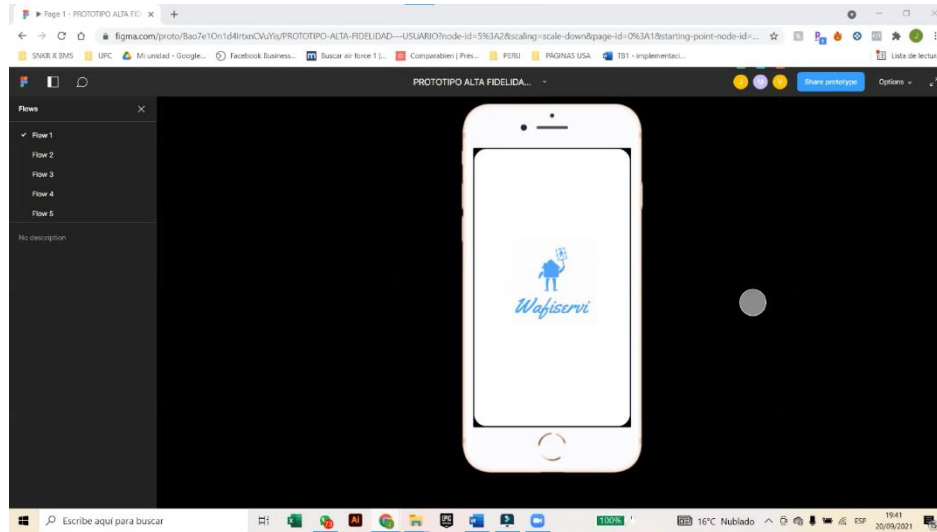 Page 1 - PROTOTIPO ALTA FID
figma.com/proto/Bao7e1On1d4IrtxnCVuYis/PROTOTIPO-ALTA-FIDELIDAD---USUARIO?node-id=5%3A2&scaling=scale-down&page-id=0%3A1&starting-point-node-id=...
SNKR X BMS UPC Mi unidad - Google... Facebook Business... Buscar air force 1 |... Comparabien | Prés... PERU PÁGINAS USA TB1 - implementaci... Lista de lectura
PROTOTIPO ALTA FIDELIDA... J M V Share prototype Options
Flows
Flow 1
Flow 2
Flow 3
Flow 4
Flow 5
No description
Wafiservi
Escribe aquí para buscar 73 Ai 100% 16°C Nublado ESP 19:41
20/09/2021